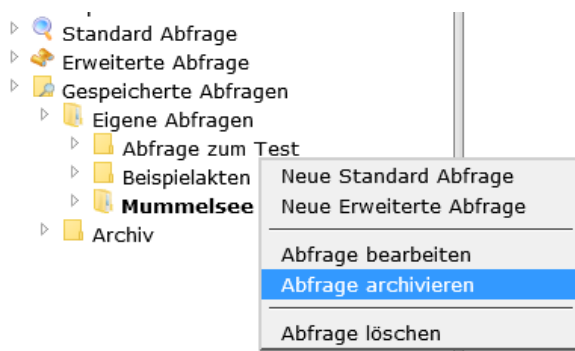 Standard Abfrage
Erweiterte Abfrage
Gespeicherte Abfragen
Eigene Abfragen
Abfrage zum Test
Beispielakten
Mummelsee
Archiv
Neue Standard Abfrage
Neue Erweiterte Abfrage
Abfrage bearbeiten
Abfrage archivieren
Abfrage löschen